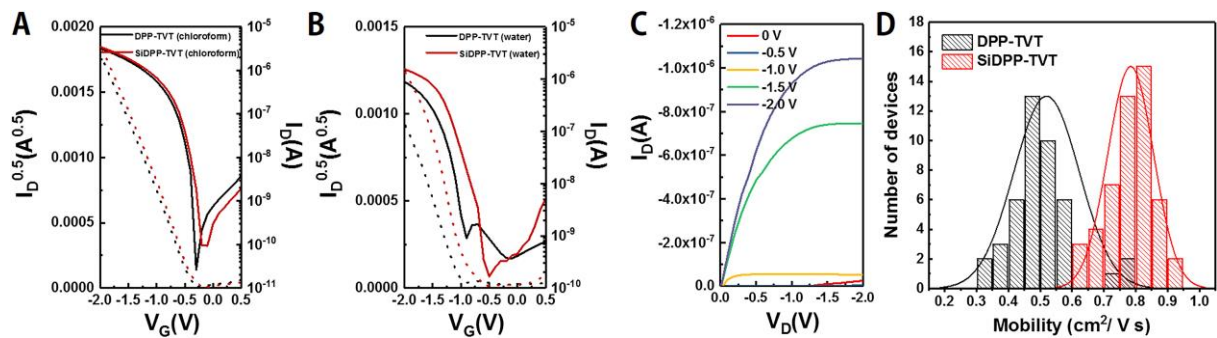 A
0.0020
0.0015
0.0010
0.0005
0.0000
I_D^0.5(A^0.5)
DPP-TVT (chloroform)
SiDPP-TVT (chloroform)
10^-5
10^-6
10^-7
10^-8
10^-9
10^-10
10^-11
I_D(A)
-2.0 -1.5 -1.0 -0.5 0.0 0.5
V_G(V)
B
0.0015
0.0010
0.0005
0.0000
I_D^0.5(A^0.5)
DPP-TVT (water)
SiDPP-TVT (water)
10^-5
10^-6
10^-7
10^-8
10^-9
10^-10
I_D(A)
-2.0 -1.5 -1.0 -0.5 0.0 0.5
V_G(V)
C
-1.2x10^-6
-1.0x10^-6
-8.0x10^-7
-6.0x10^-7
-4.0x10^-7
-2.0x10^-7
0.0
I_D(A)
0 V
-0.5 V
-1.0 V
-1.5 V
-2.0 V
0.0 -0.5 -1.0 -1.5 -2.0
V_D(V)
D
18
16
14
12
10
8
6
4
2
0
Number of devices
DPP-TVT
SiDPP-TVT
0.2 0.3 0.4 0.5 0.6 0.7 0.8 0.9 1.0
Mobility (cm²/ V s)